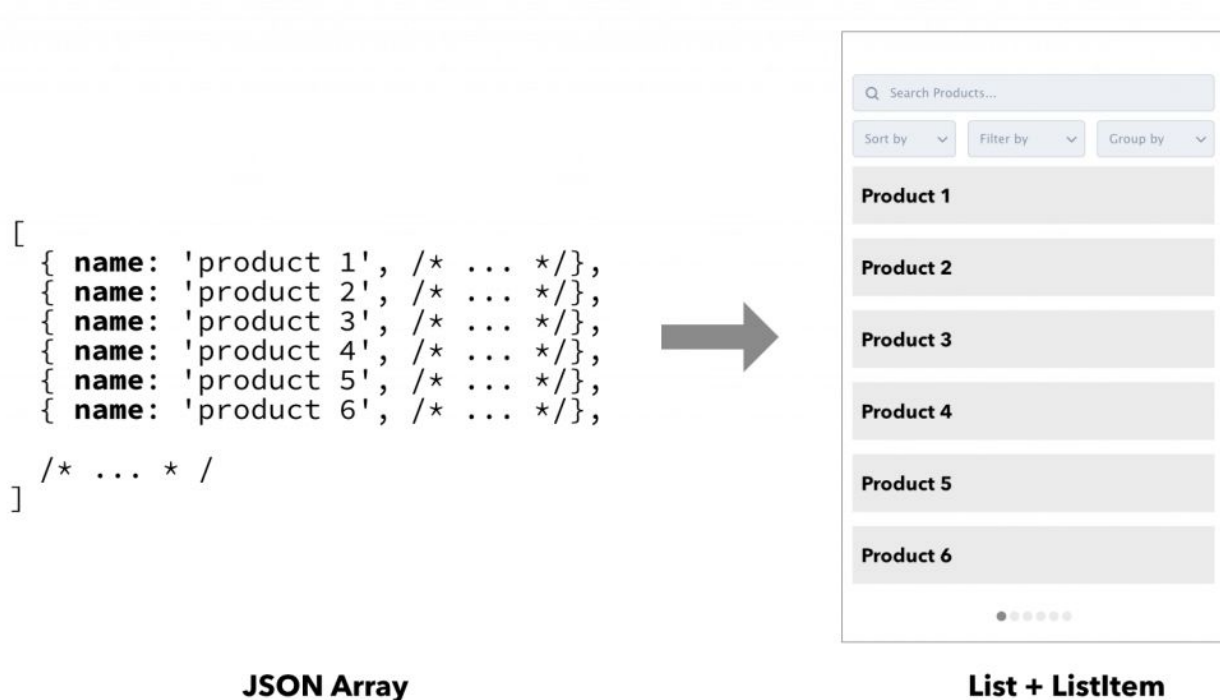 [
{ name: 'product 1', /* ... */},
{ name: 'product 2', /* ... */},
{ name: 'product 3', /* ... */},
{ name: 'product 4', /* ... */},
{ name: 'product 5', /* ... */},
{ name: 'product 6', /* ... */},
/* ... * /
]
JSON Array
Search Products...
Sort by Filter by Group by
Product 1
Product 2
Product 3
Product 4
Product 5
Product 6
List + ListItem